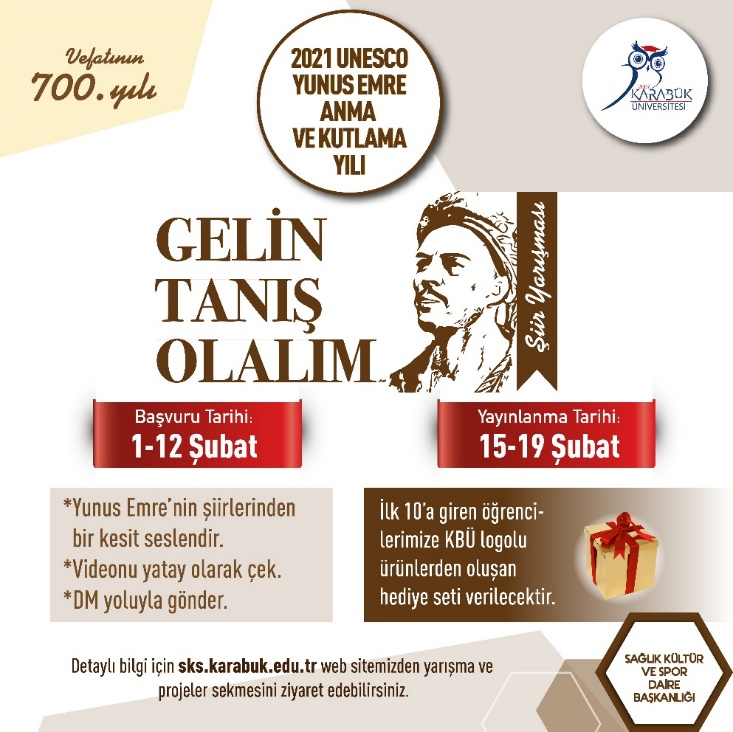 Vefatının
700. yılı
2021 UNESCO
YUNUS EMRE
ANMA
VE KUTLAMA
YILI
KARABÜK
ÜNİVERSİTESİ
GELİN
TANIŞ
OLALIM...
Şiir Yarışması
Başvuru Tarihi:
1-12 Şubat
Yayınlanma Tarihi:
15-19 Şubat
*Yunus Emre'nin şiirlerinden
bir kesit seslendir.
*Videonu yatay olarak çek.
*DM yoluyla gönder.
İlk 10'a giren öğrenci-
lerimize KBÜ logolu
ürünlerden oluşan
hediye seti verilecektir.
Detaylı bilgi için sks.karabuk.edu.tr web sitemizden yarışma ve
projeler sekmesini ziyaret edebilirsiniz.
SAĞLIK KÜLTÜR
VE SPOR
DAİRE
BAŞKANLIĞI